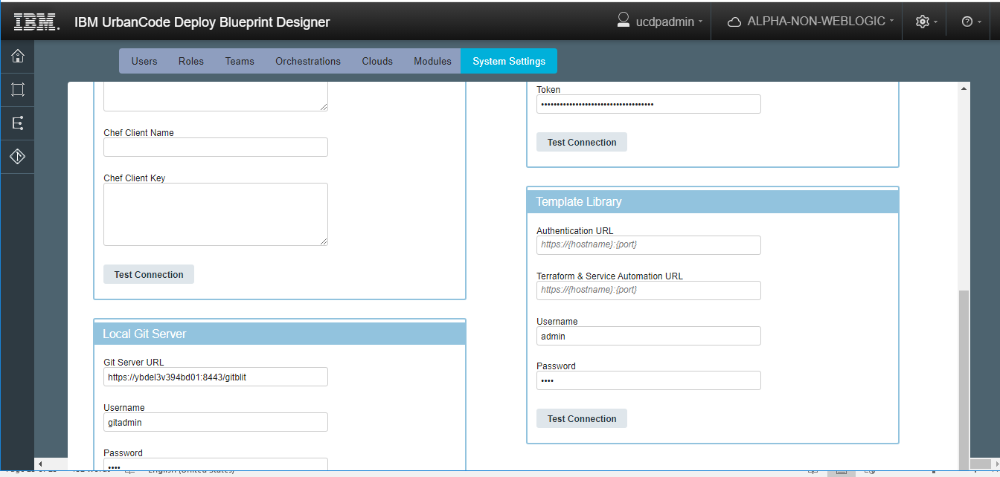 IBM. IBM UrbanCode Deploy Blueprint Designer
ucdpadmin
ALPHA-NON-WEBLOGIC
Users Roles Teams Orchestrations Clouds Modules System Settings
Chef Client Name
Chef Client Key
Test Connection
Local Git Server
Git Server URL
https://ybdel3v394bd01:8443/gitblit
Username
gitadmin
Password
••••
Token
••••••••••••••••••••••••••••••••••••
Test Connection
Template Library
Authentication URL
https://{hostname}:{port}
Terraform & Service Automation URL
https://{hostname}:{port}
Username
admin
Password
••••
Test Connection
English (United States)